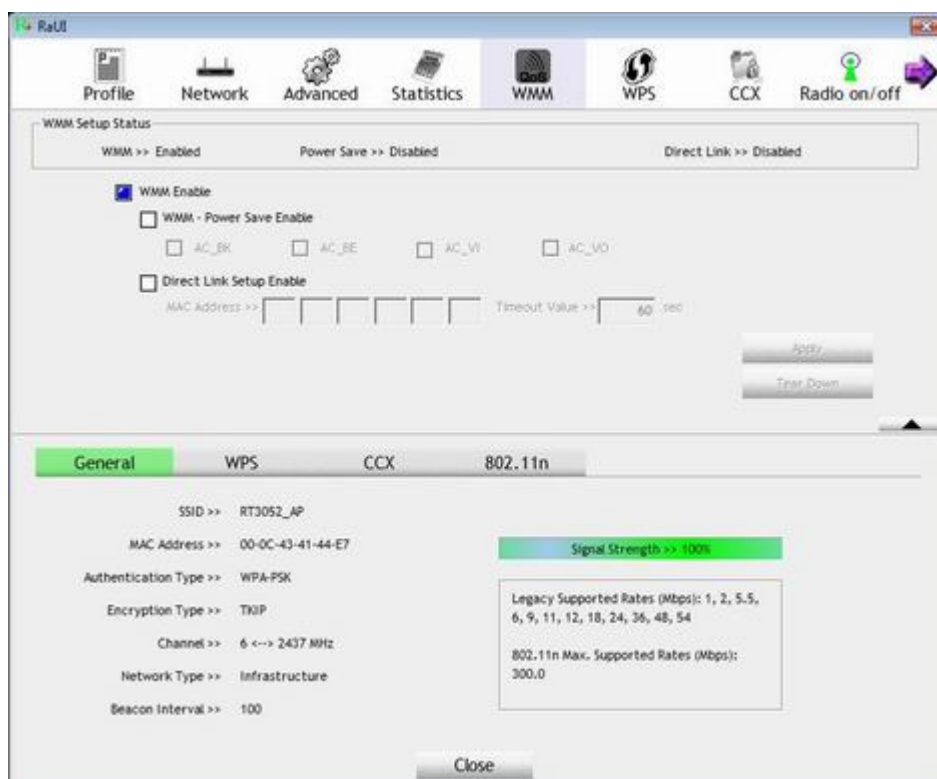 RaUI
Profile Network Advanced Statistics QoS WMM WPS CCX Radio on/off
WMM Setup Status
WMM >> Enabled Power Save >> Disabled Direct Link >> Disabled
WMM Enable
WMM - Power Save Enable
AC_BK AC_BE AC_VI AC_VO
Direct Link Setup Enable
MAC Address >> Timeout Value >> 60 sec
Apply
Tear Down
General WPS CCX 802.11n
SSID >> RT3052_AP
MAC Address >> 00-0C-43-41-44-E7
Signal Strength >> 100%
Authentication Type >> WPA-PSK
Encryption Type >> TKIP
Channel >> 6 <--> 2437 MHz
Network Type >> Infrastructure
Beacon Interval >> 100
Legacy Supported Rates (Mbps): 1, 2, 5.5,
6, 9, 11, 12, 18, 24, 36, 48, 54
802.11n Max. Supported Rates (Mbps):
300.0
Close